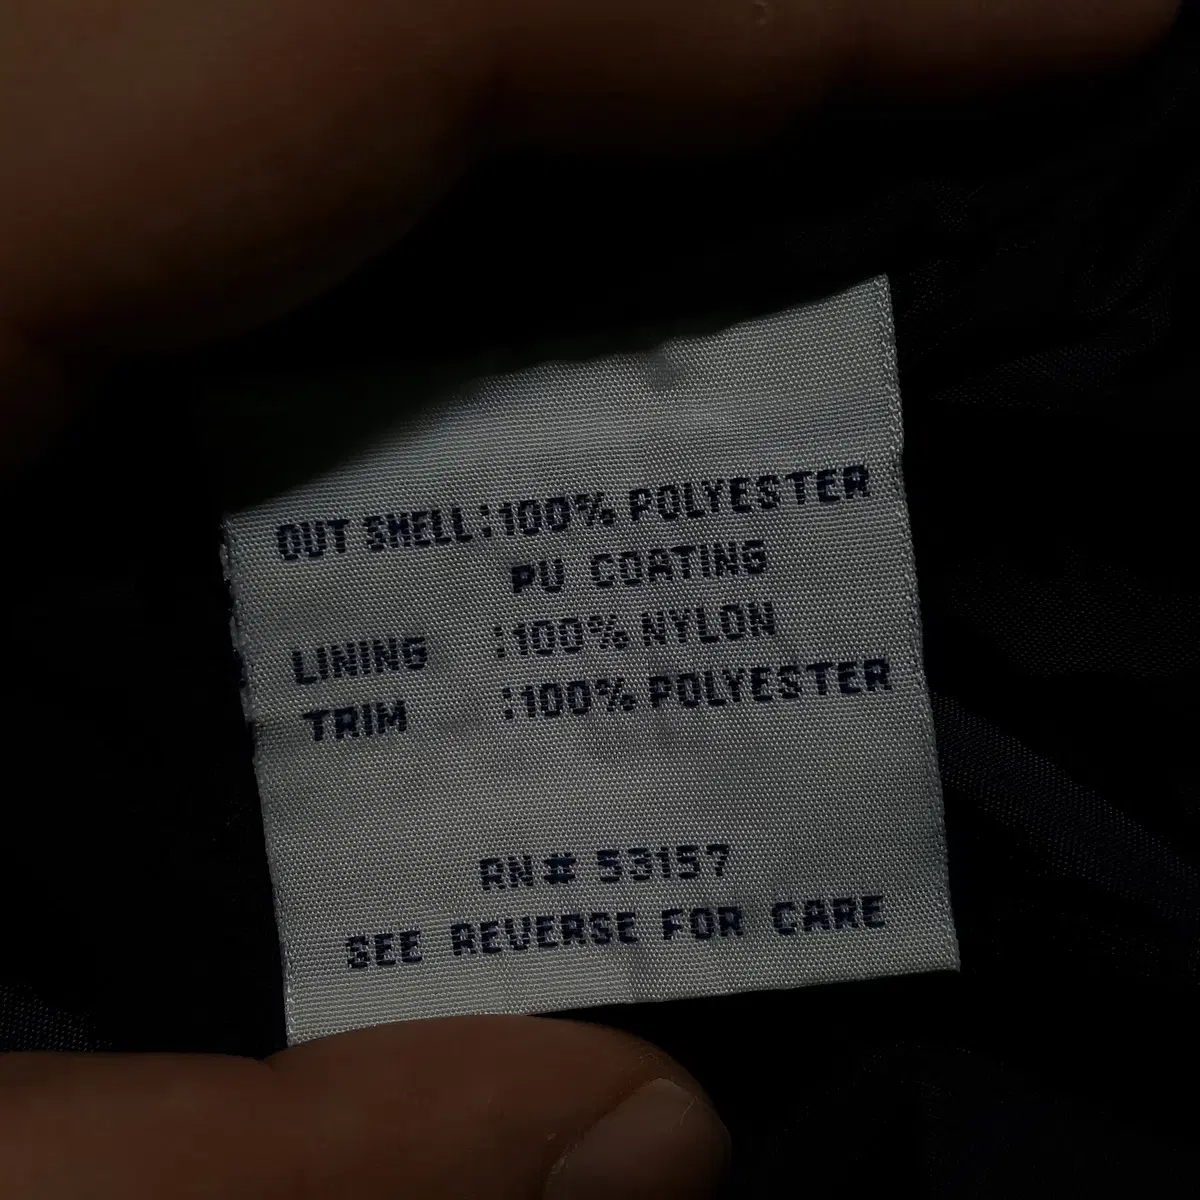 OUT SHELL:100% POLYESTER
PU COATING
LINING :100% NYLON
TRIM :100% POLYESTER
RN# 53157
SEE REVERSE FOR CARE